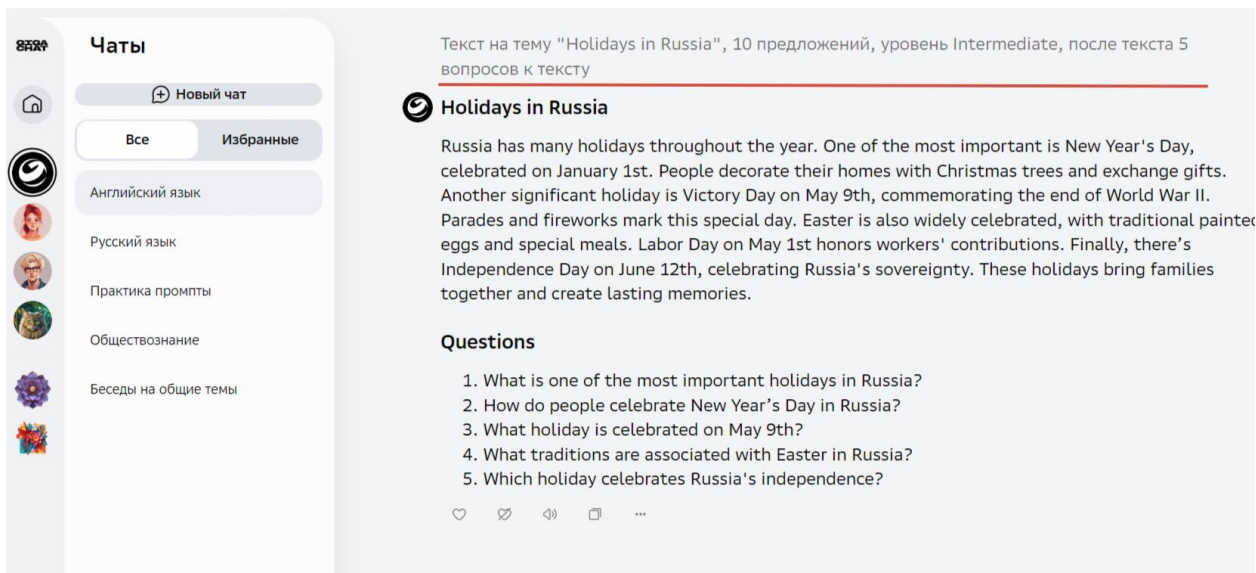 ETRA
CHAT
Чаты
Новый чат
Все
Избранные
Английский язык
Русский язык
Практика промпты
Обществознание
Беседы на общие темы
Текст на тему "Holidays in Russia", 10 предложений, уровень Intermediate, после текста 5
вопросов к тексту
Holidays in Russia
Russia has many holidays throughout the year. One of the most important is New Year's Day,
celebrated on January 1st. People decorate their homes with Christmas trees and exchange gifts.
Another significant holiday is Victory Day on May 9th, commemorating the end of World War II.
Parades and fireworks mark this special day. Easter is also widely celebrated, with traditional painted
eggs and special meals. Labor Day on May 1st honors workers' contributions. Finally, there’s
Independence Day on June 12th, celebrating Russia's sovereignty. These holidays bring families
together and create lasting memories.
Questions
1. What is one of the most important holidays in Russia?
2. How do people celebrate New Year’s Day in Russia?
3. What holiday is celebrated on May 9th?
4. What traditions are associated with Easter in Russia?
5. Which holiday celebrates Russia's independence?